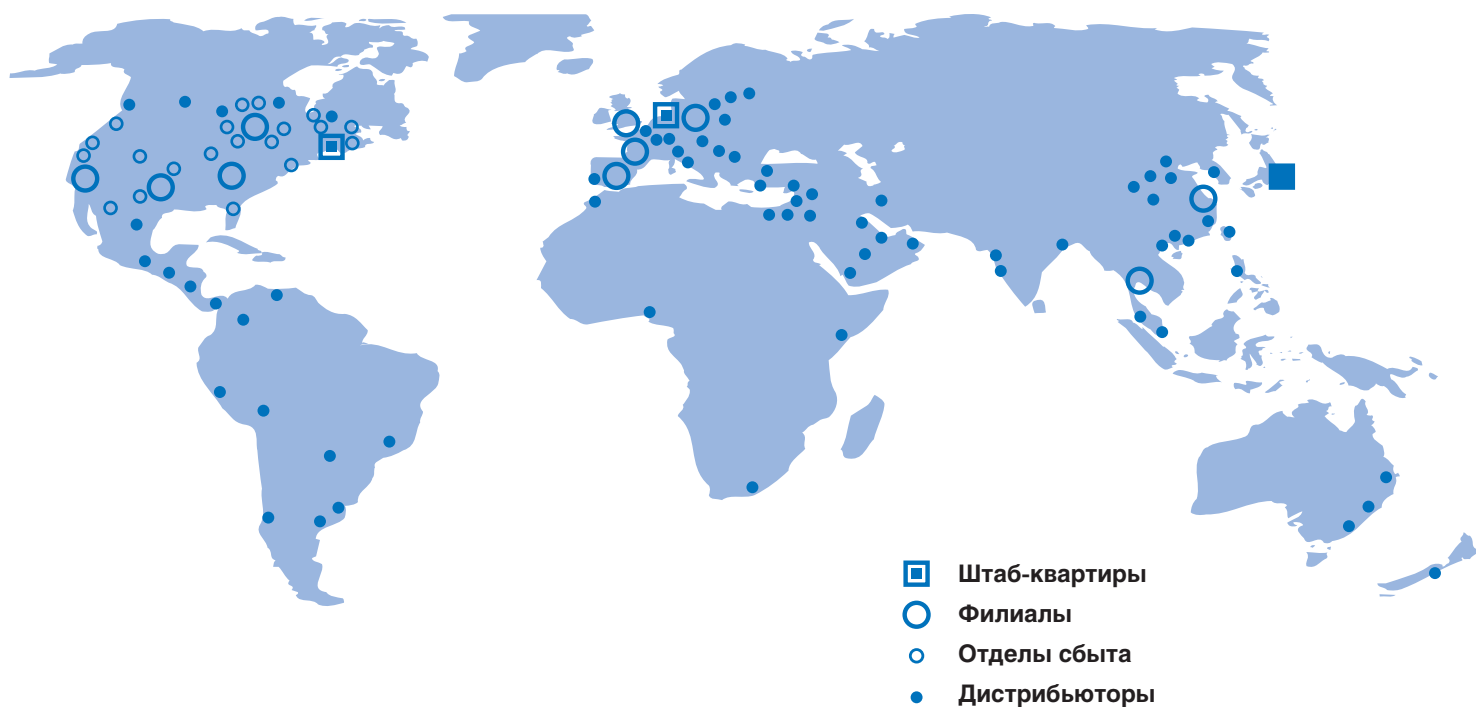 Штаб-квартиры
Филиалы
Отделы сбыта
Дистрибьюторы